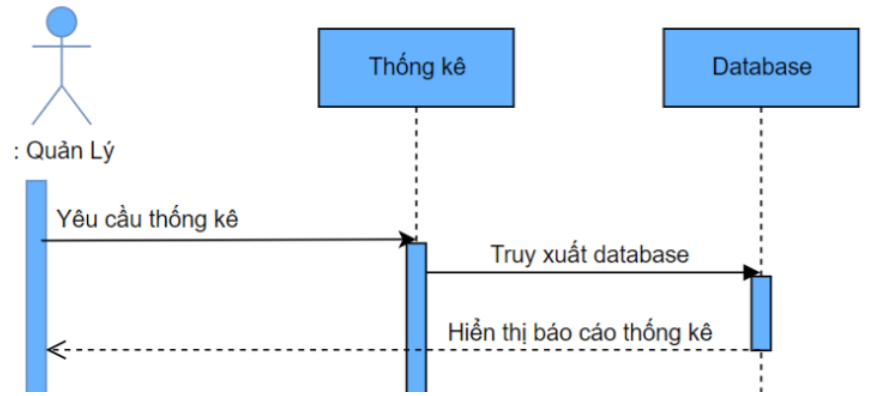 Thống kê
Database
: Quản Lý
Yêu cầu thống kê
Truy xuất database
Hiển thị báo cáo thống kê